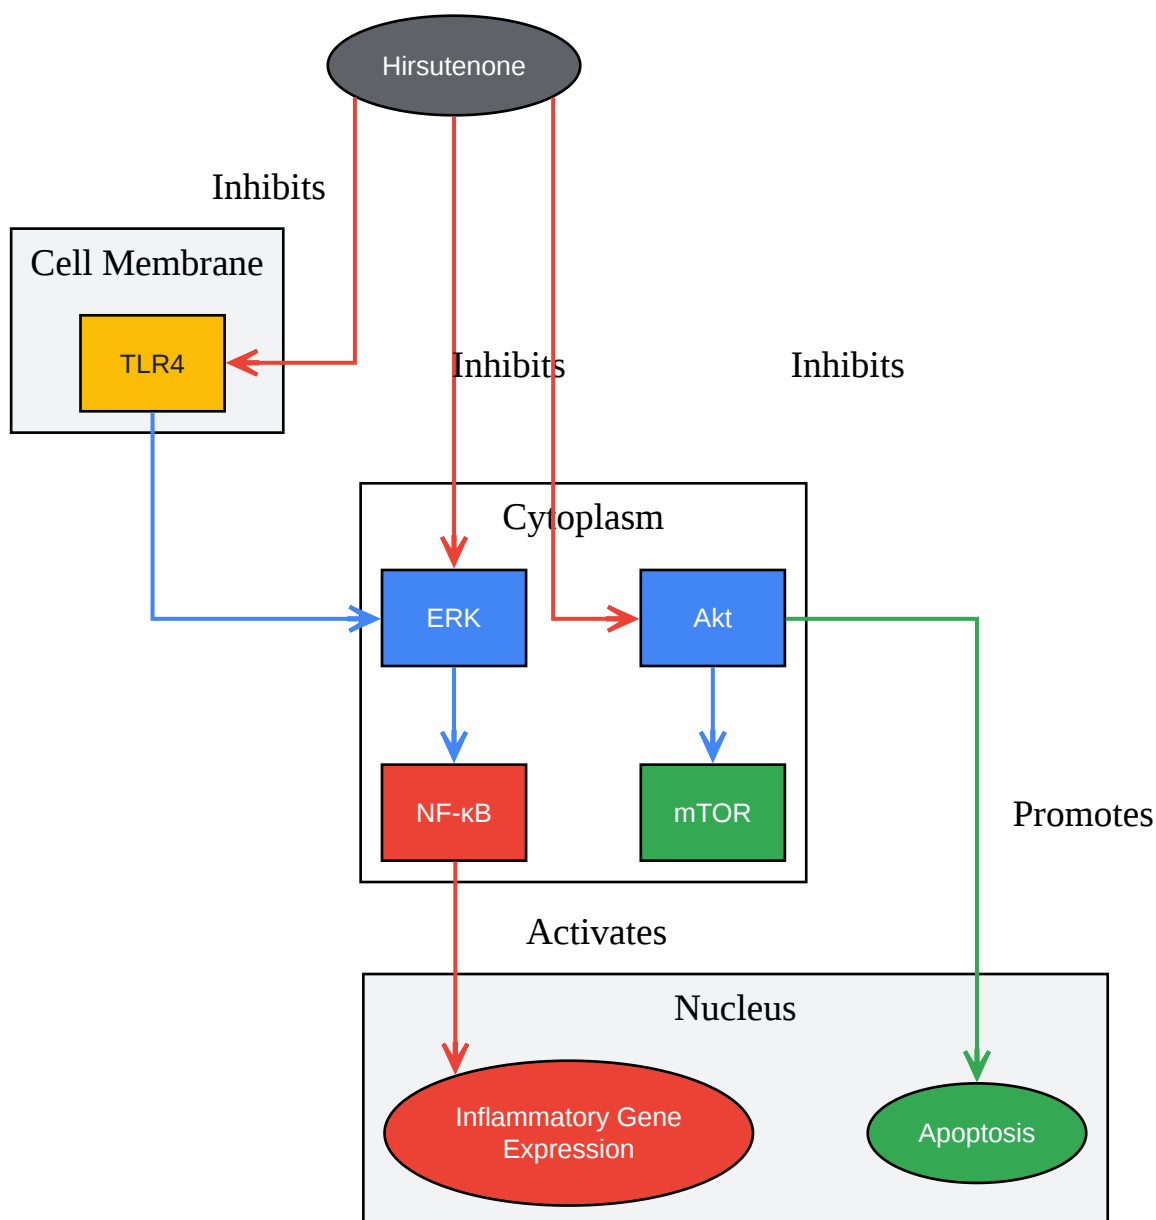 Hirsutenone
Inhibits
Cell Membrane
TLR4
Inhibits
Inhibits
Cytoplasm
ERK
Akt
NF-κB
mTOR
Promotes
Activates
Nucleus
Inflammatory Gene
Expression
Apoptosis